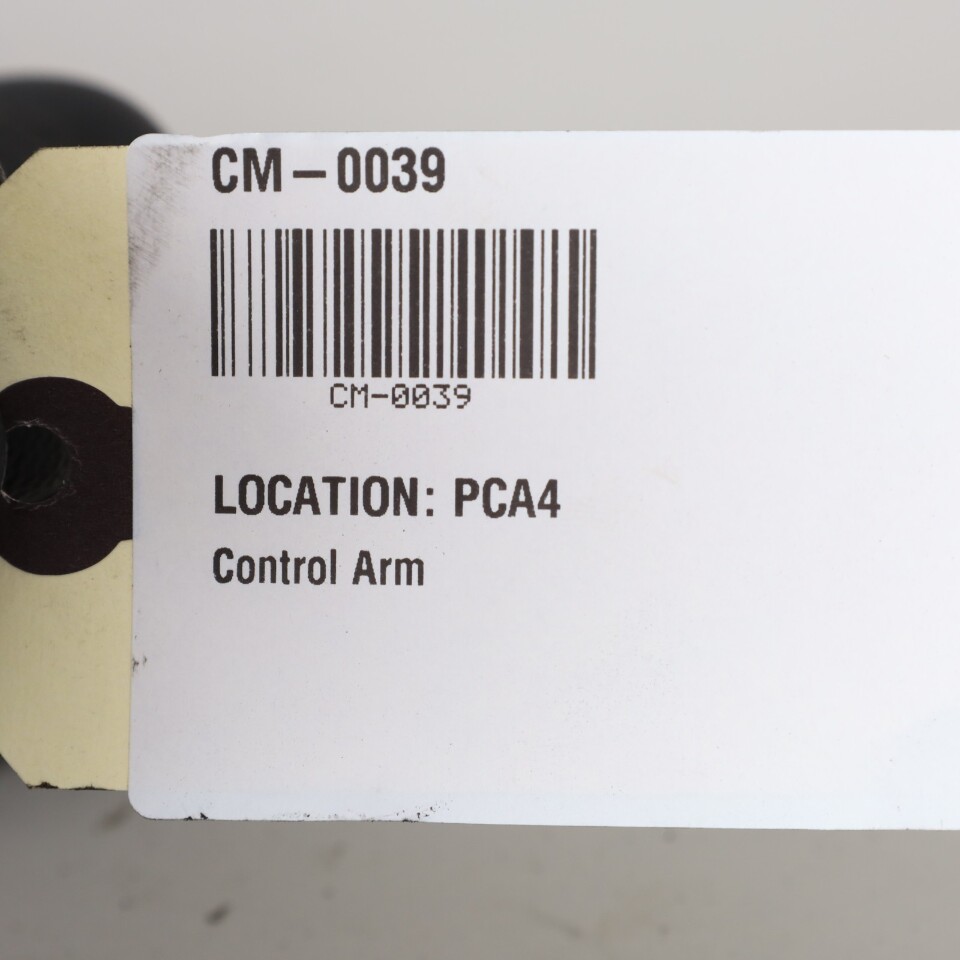 CM-0039
CM-0039
LOCATION: PCA4
Control Arm